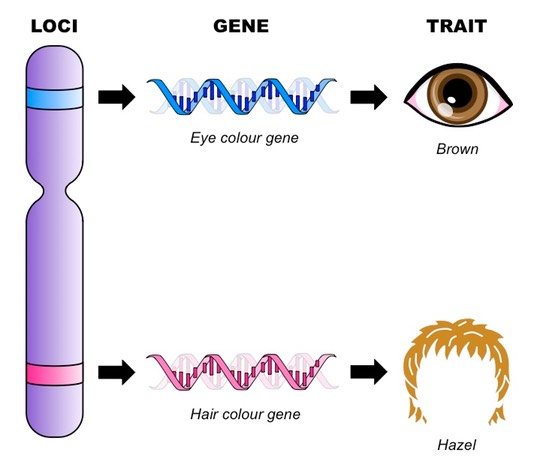 LOCI
GENE
TRAIT
Eye colour gene
Brown
Hair colour gene
Hazel